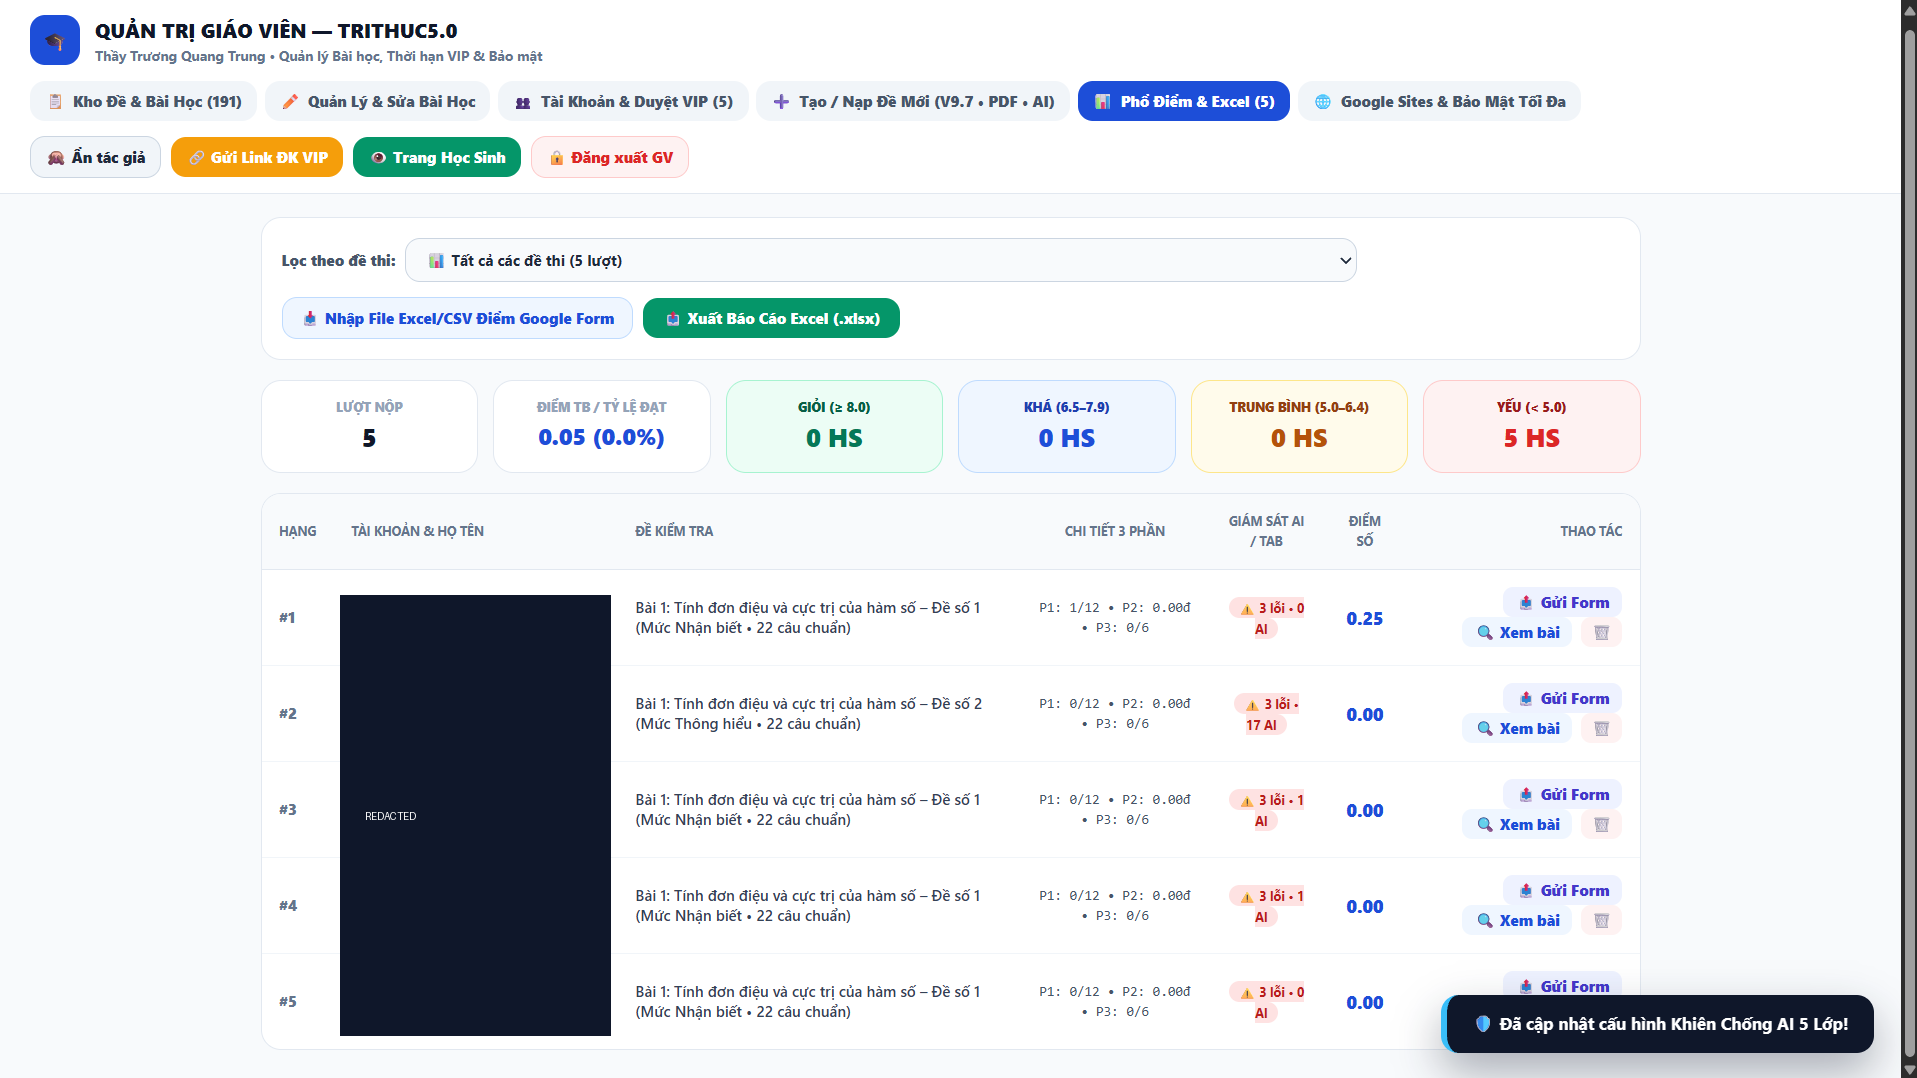 QUẢN TRỊ GIÁO VIÊN — TRITHUC5.0
Thầy Trương Quang Trung • Quản lý Bài học, Thời hạn VIP & Bảo mật
Kho Đề & Bài Học (191)
Quản Lý & Sửa Bài Học
Tài Khoản & Duyệt VIP (5)
Tạo / Nạp Đề Mới (V9.7 • PDF • AI)
Phổ Điểm & Excel (5)
Google Sites & Bảo Mật Tối Đa
Ẩn tác giả
Gửi Link ĐK VIP
Trang Học Sinh
Đăng xuất GV
Lọc theo đề thi:
Tất cả các đề thi (5 lượt)
Nhập File Excel/CSV Điểm Google Form
Xuất Báo Cáo Excel (.xlsx)
LƯỢT NỘP
5
ĐIỂM TB / TỶ LỆ ĐẠT
0.05 (0.0%)
GIỎI (≥ 8.0)
0 HS
KHÁ (6.5–7.9)
0 HS
TRUNG BÌNH (5.0–6.4)
0 HS
YẾU (< 5.0)
5 HS
HẠNG
TÀI KHOẢN & HỌ TÊN
ĐỀ KIỂM TRA
CHI TIẾT 3 PHẦN
GIÁM SÁT AI
/ TAB
ĐIỂM
SỐ
THAO TÁC
#1
Bài 1: Tính đơn điệu và cực trị của hàm số – Đề số 1
(Mức Nhận biết • 22 câu chuẩn)
P1: 1/12 • P2: 0.00đ
• P3: 0/6
3 lỗi • 0
AI
0.25
Gửi Form
Xem bài
#2
Bài 1: Tính đơn điệu và cực trị của hàm số – Đề số 2
(Mức Thông hiểu • 22 câu chuẩn)
P1: 0/12 • P2: 0.00đ
• P3: 0/6
3 lỗi •
17 AI
0.00
Gửi Form
Xem bài
#3
REDACTED
Bài 1: Tính đơn điệu và cực trị của hàm số – Đề số 1
(Mức Nhận biết • 22 câu chuẩn)
P1: 0/12 • P2: 0.00đ
• P3: 0/6
3 lỗi • 1
AI
0.00
Gửi Form
Xem bài
#4
Bài 1: Tính đơn điệu và cực trị của hàm số – Đề số 1
(Mức Nhận biết • 22 câu chuẩn)
P1: 0/12 • P2: 0.00đ
• P3: 0/6
3 lỗi • 1
AI
0.00
Gửi Form
Xem bài
#5
Bài 1: Tính đơn điệu và cực trị của hàm số – Đề số 1
(Mức Nhận biết • 22 câu chuẩn)
P1: 0/12 • P2: 0.00đ
• P3: 0/6
3 lỗi • 0
AI
0.00
Gửi Form
Đã cập nhật cấu hình Khiên Chống AI 5 Lớp!